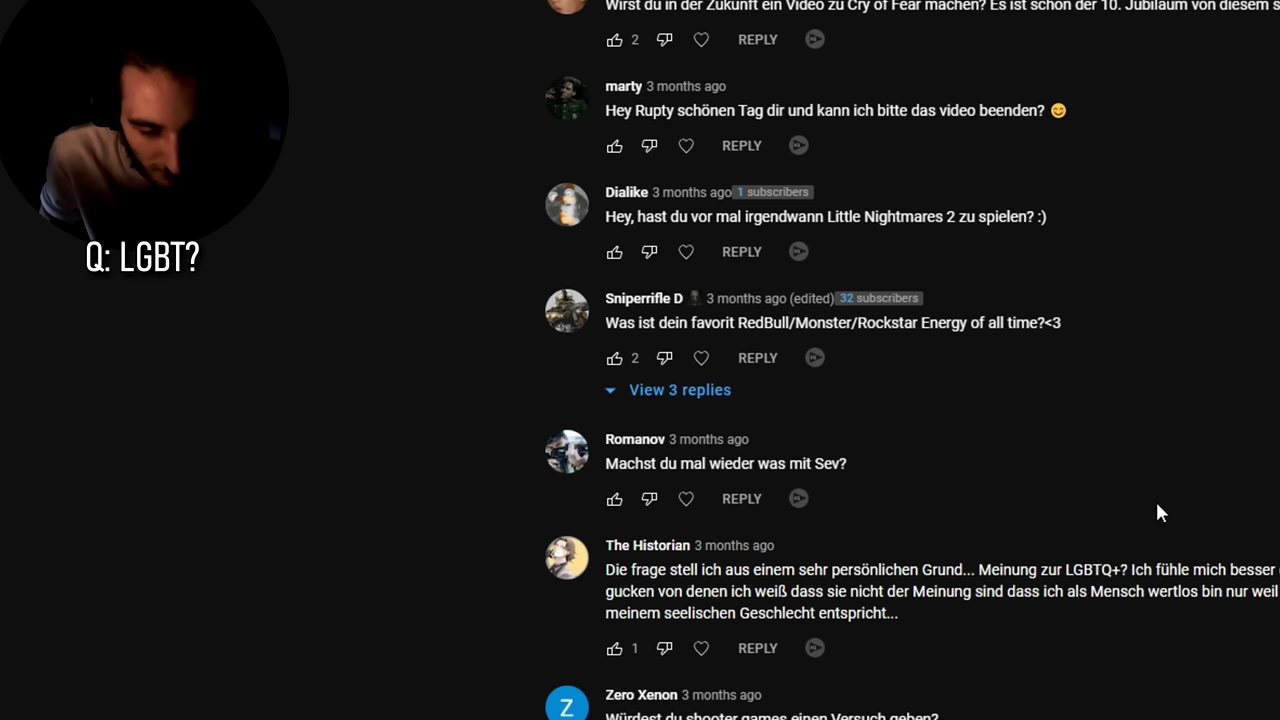 Wirst du in der Zukunft ein Video zu Cry of Fear machen? Es ist schon der 10. Jubiläum von diesem s
2 REPLY
marty 3 months ago
Hey Rupty schönen Tag dir und kann ich bitte das video beenden? 😊
REPLY
Dialike 3 months ago 1 subscribers
Hey, hast du vor mal irgendwann Little Nightmares 2 zu spielen? :)
REPLY
Q: LGBT?
Sniperrifle D 3 months ago (edited) 32 subscribers
Was ist dein favorit RedBull/Monster/Rockstar Energy of all time?<3
2 REPLY
View 3 replies
Romanov 3 months ago
Machst du mal wieder was mit Sev?
REPLY
The Historian 3 months ago
Die frage stell ich aus einem sehr persönlichen Grund... Meinung zur LGBTQ+? Ich fühle mich besser
gucken von denen ich weiß dass sie nicht der Meinung sind dass ich als Mensch wertlos bin nur weil
meinem seelischen Geschlecht entspricht...
1 REPLY
Z
Zero Xenon 3 months ago
Würdest du shooter games einen Versuch geben?